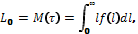 L₀ = M(τ) = ∫₀^∞ lf(l)dl,